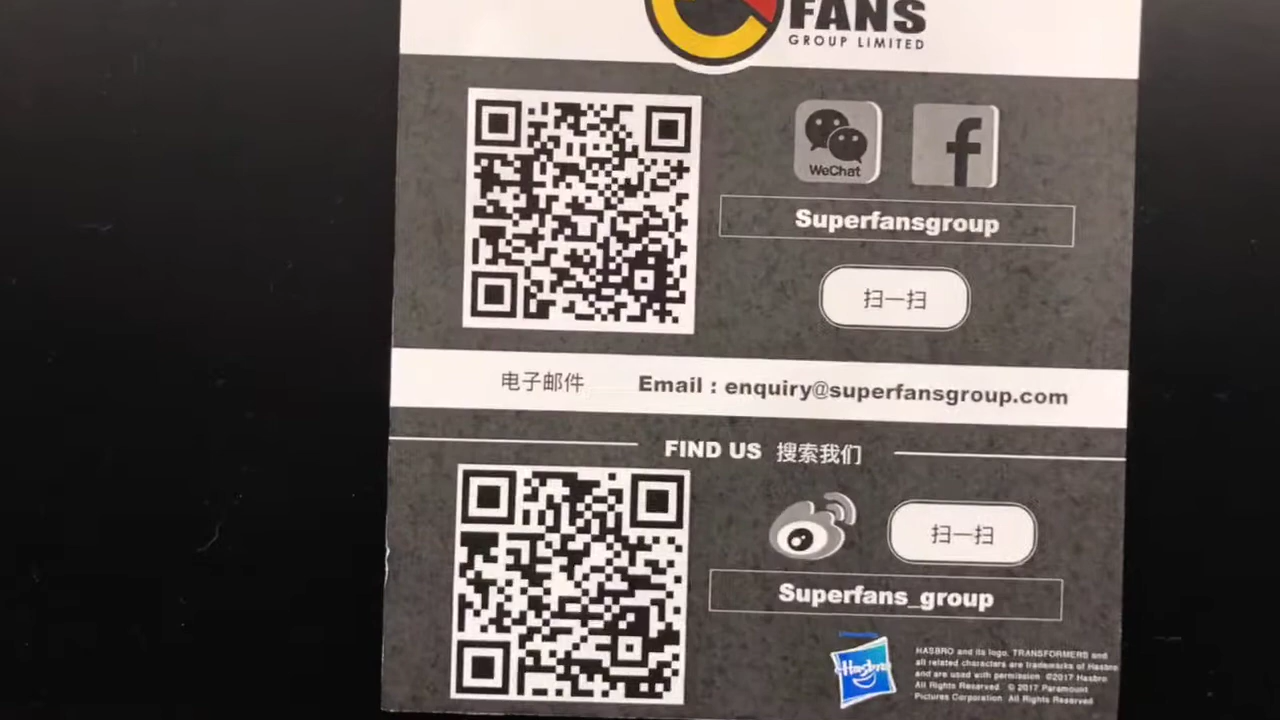 FANS
GROUP LIMITED
WeChat
Superfansgroup
扫一扫
电子邮件 Email : enquiry@superfansgroup.com
FIND US 搜索我们
扫一扫
Superfans_group
Hasbro
HASBRO and its logo, TRANSFORMERS and
all related characters are trademarks of Hasbro
and are used with permission. ©2017 Hasbro
All Rights Reserved. © 2017 Paramount
Pictures Corporation. All Rights Reserved.